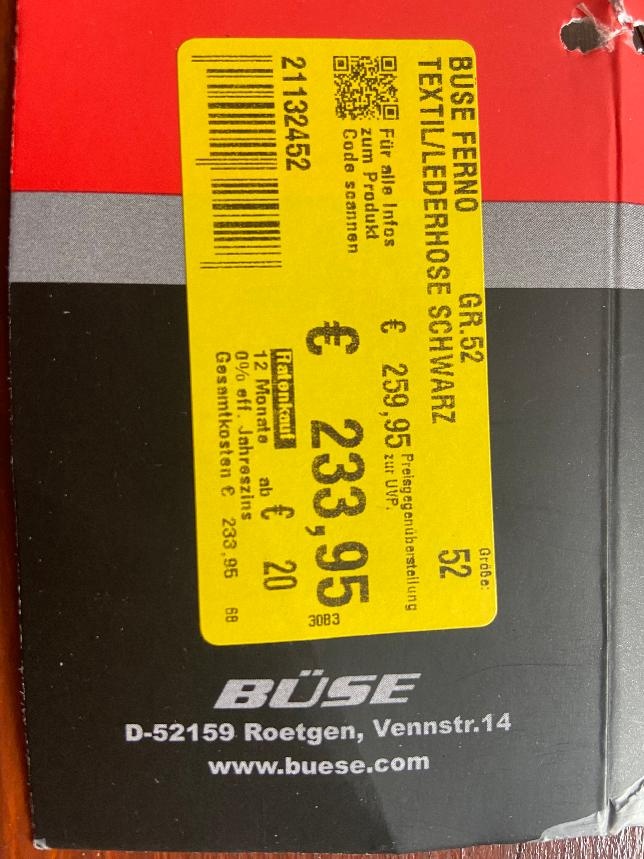 BÜSE FERNO GR.52
TEXTIL/LEDERHOSE SCHWARZ
Größe:
52
Für alle Infos
zum Produkt
Code scannen
€ 259,95 Preisgegenüberstellung
zur UVP.
21132452
€ 233,95
3083
Ratenkauf
12 Monate ab € 20
0% eff. Jahreszins
Gesamtkosten € 233,95 68
BÜSE
D-52159 Roetgen, Vennstr.14
www.buese.com